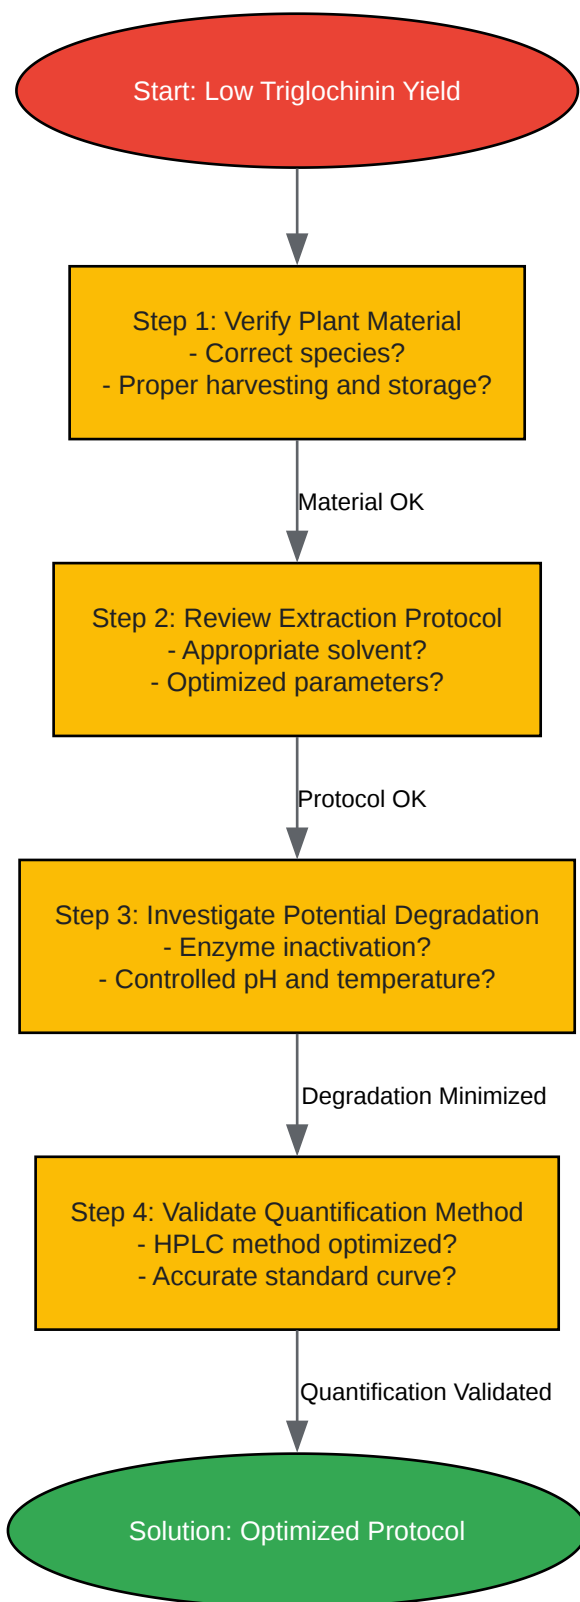 Start: Low Triglochinin Yield
Step 1: Verify Plant Material
- Correct species?
- Proper harvesting and storage?
Material OK
Step 2: Review Extraction Protocol
- Appropriate solvent?
- Optimized parameters?
Protocol OK
Step 3: Investigate Potential Degradation
- Enzyme inactivation?
- Controlled pH and temperature?
Degradation Minimized
Step 4: Validate Quantification Method
- HPLC method optimized?
- Accurate standard curve?
Quantification Validated
Solution: Optimized Protocol